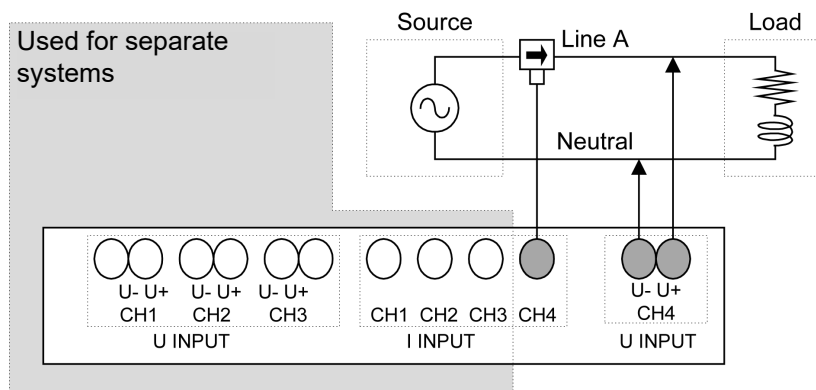 Used for separate
systems
Source
Line A
Load
Neutral
U- U+ U- U+ U- U+ U- U+
CH1 CH2 CH3 CH1 CH2 CH3 CH4 CH4
U INPUT I INPUT U INPUT